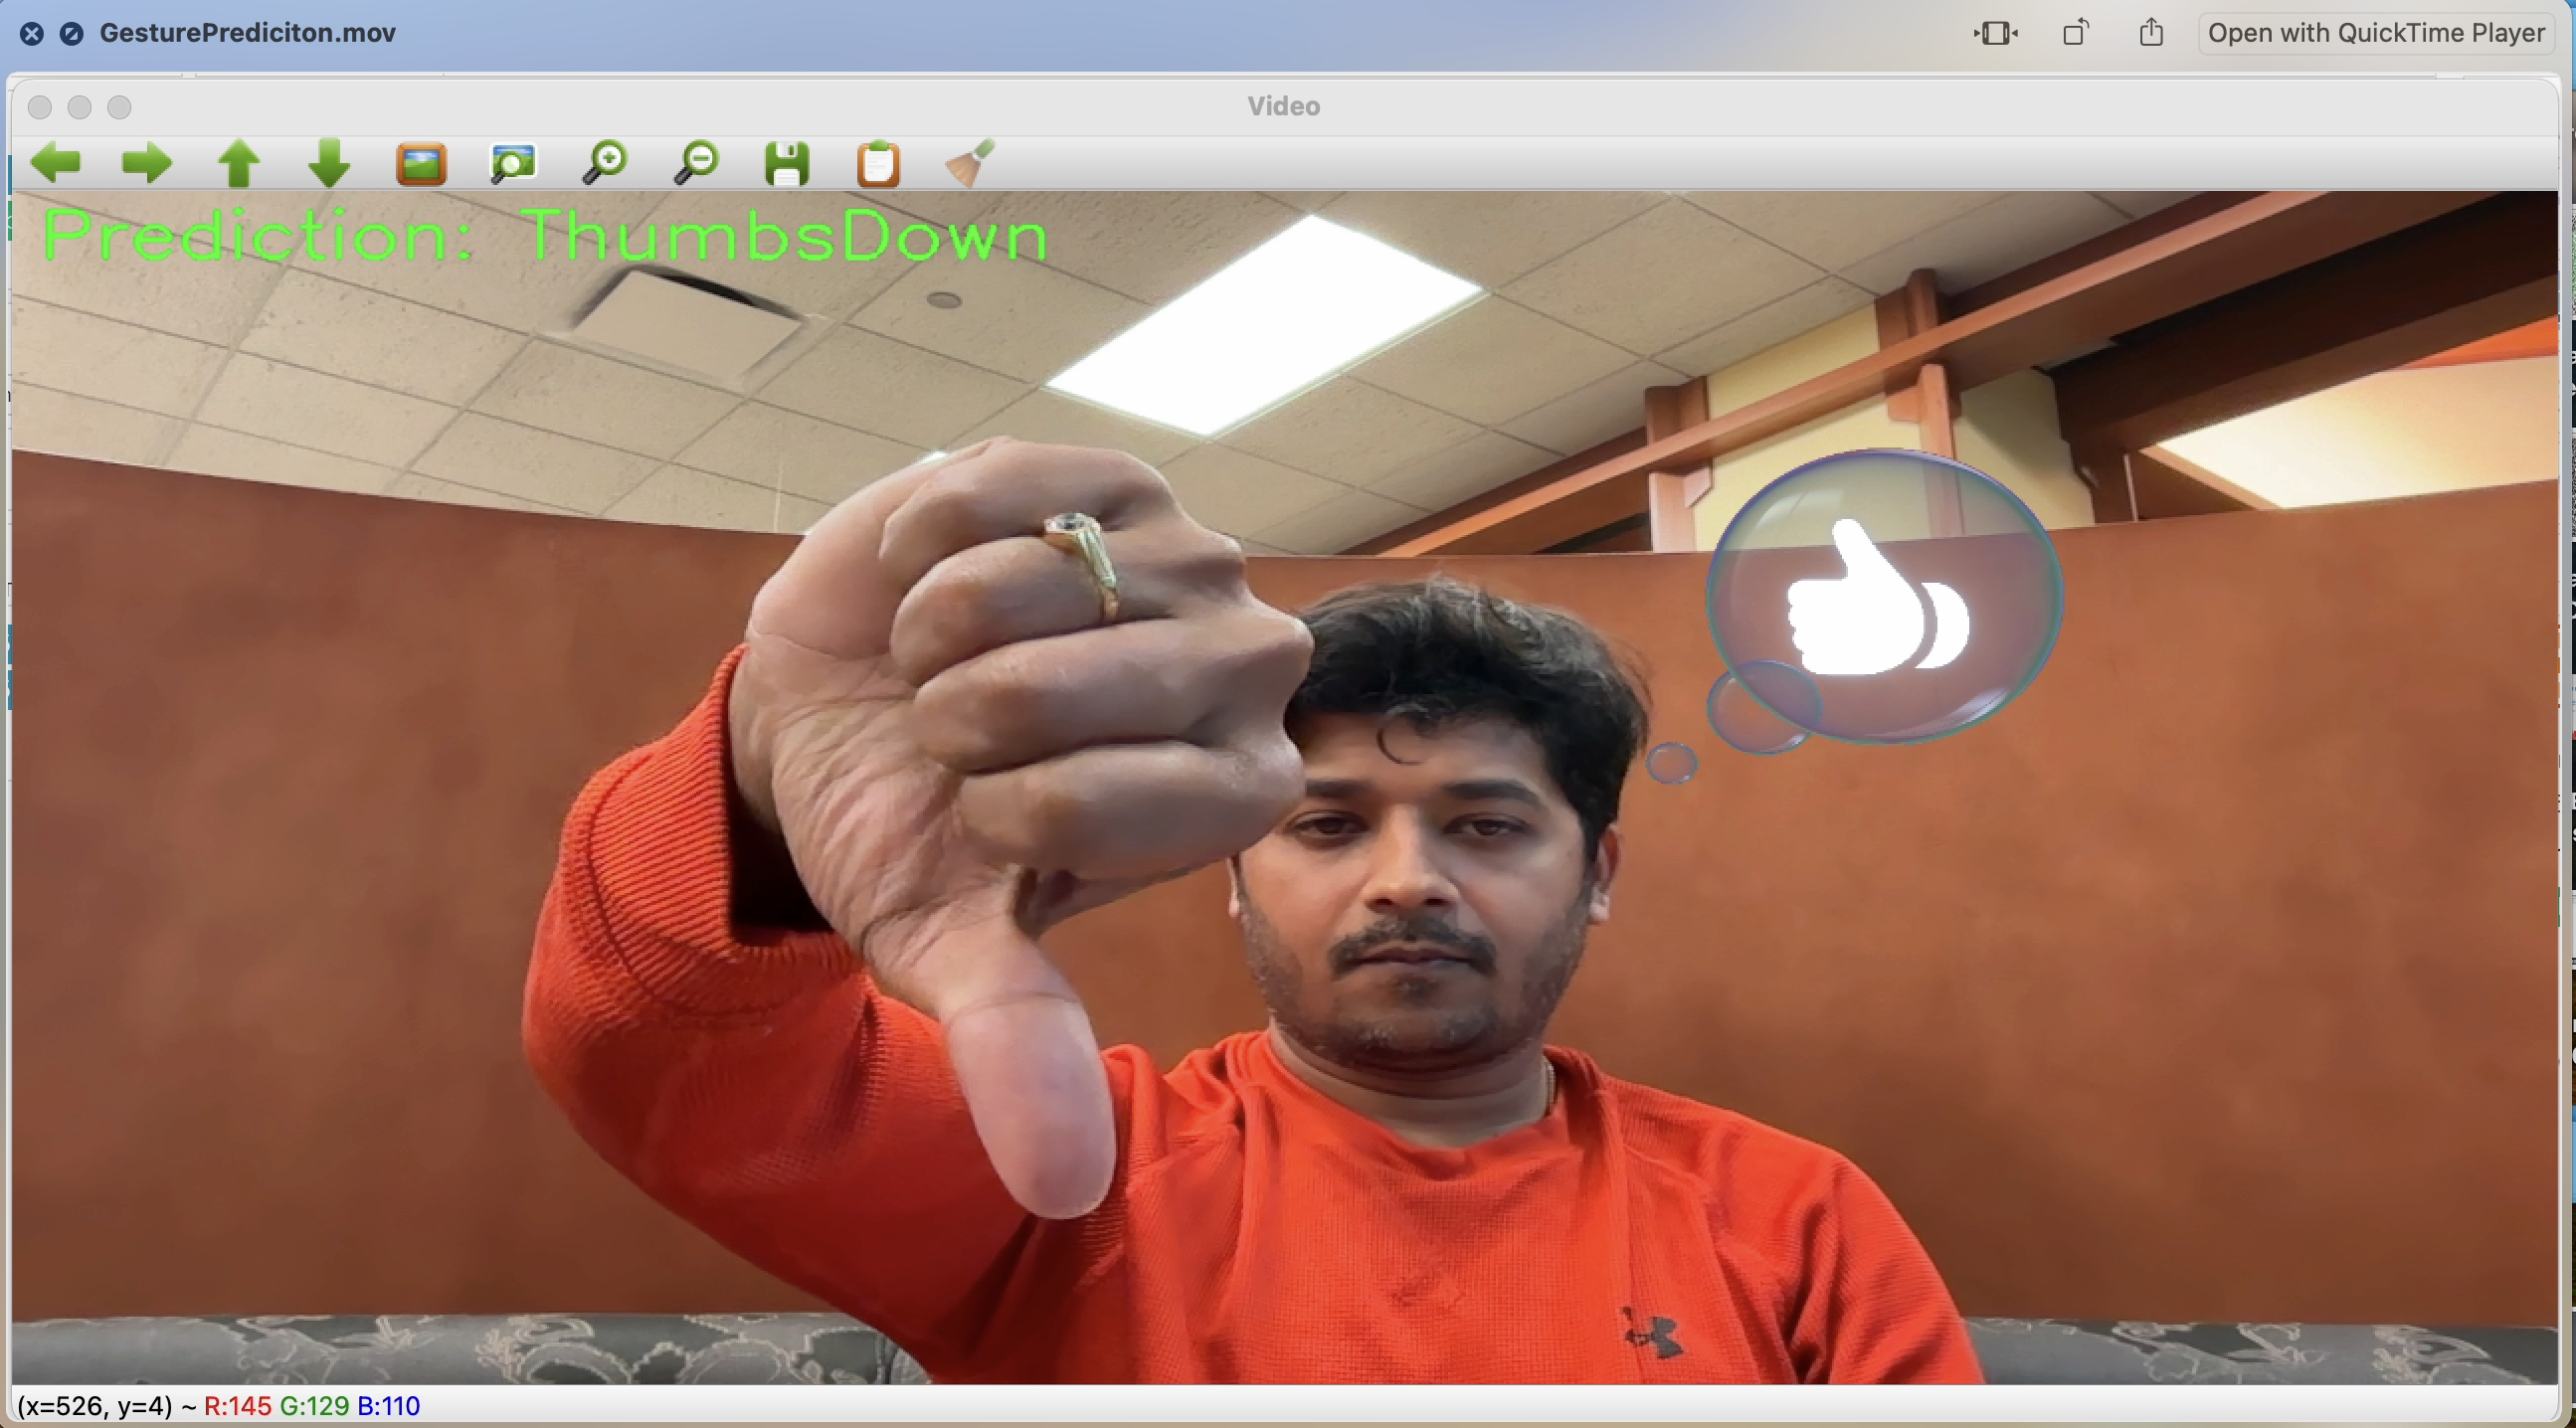 GesturePrediciton.mov
Open with QuickTime Player
Video
Prediction: ThumbsDown
(x=526, y=4) ~ R:145 G:129 B:110